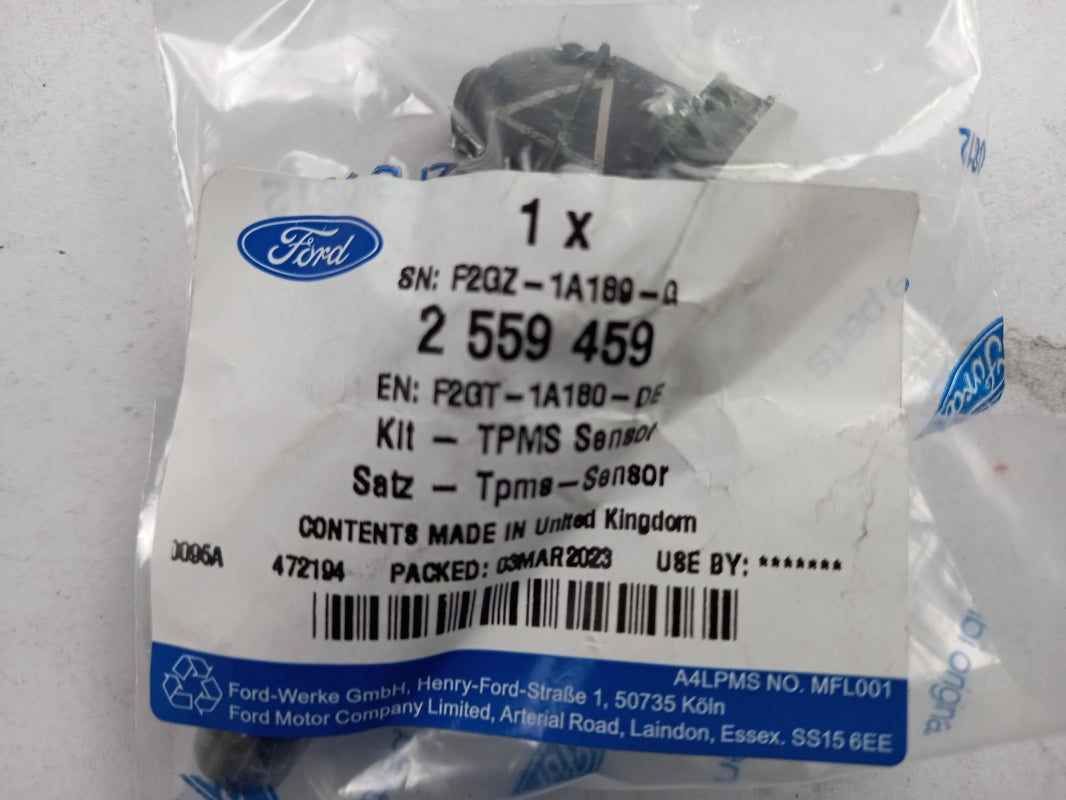 1 x
Ford
SN: F2GZ-1A189-
2 559 459
EN: F2GT-1A180-DE
Kit - TPMS Sensor
Satz - Tpms-Sensor
CONTENTS MADE IN United Kingdom
0095A 472194 PACKED: 03MAR2023 USE BY: *******
A4LPMS NO. MFL001
Ford-Werke GmbH, Henry-Ford-Straße 1, 50735 Köln
Ford Motor Company Limited, Arterial Road, Laindon, Essex. SS15 6EE
Ford